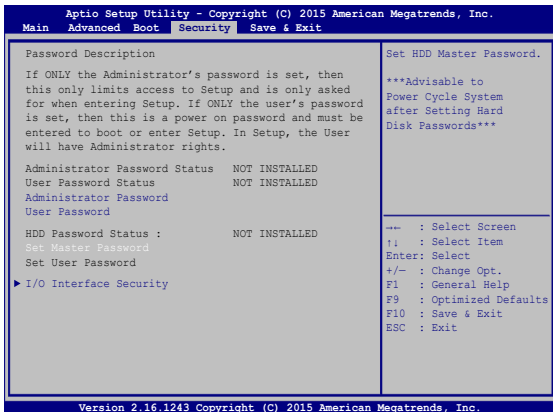 Aptio Setup Utility - Copyright (C) 2015 American Megatrends, Inc.
Main Advanced Boot Security Save & Exit
Password Description
If ONLY the Administrator's password is set, then
this only limits access to Setup and is only asked
for when entering Setup. If ONLY the user's password
is set, then this is a power on password and must be
entered to boot or enter Setup. In Setup, the User
will have Administrator rights.
Administrator Password Status NOT INSTALLED
User Password Status NOT INSTALLED
Administrator Password
User Password
HDD Password Status : NOT INSTALLED
Set Master Password
Set User Password
▶ I/O Interface Security
Set HDD Master Password.
***Advisable to
Power Cycle System
after Setting Hard
Disk Passwords***
→← : Select Screen
↑↓ : Select Item
Enter: Select
+/— : Change Opt.
F1 : General Help
F9 : Optimized Defaults
F10 : Save & Exit
ESC : Exit
Version 2.16.1243 Copyright (C) 2015 American Megatrends, Inc.